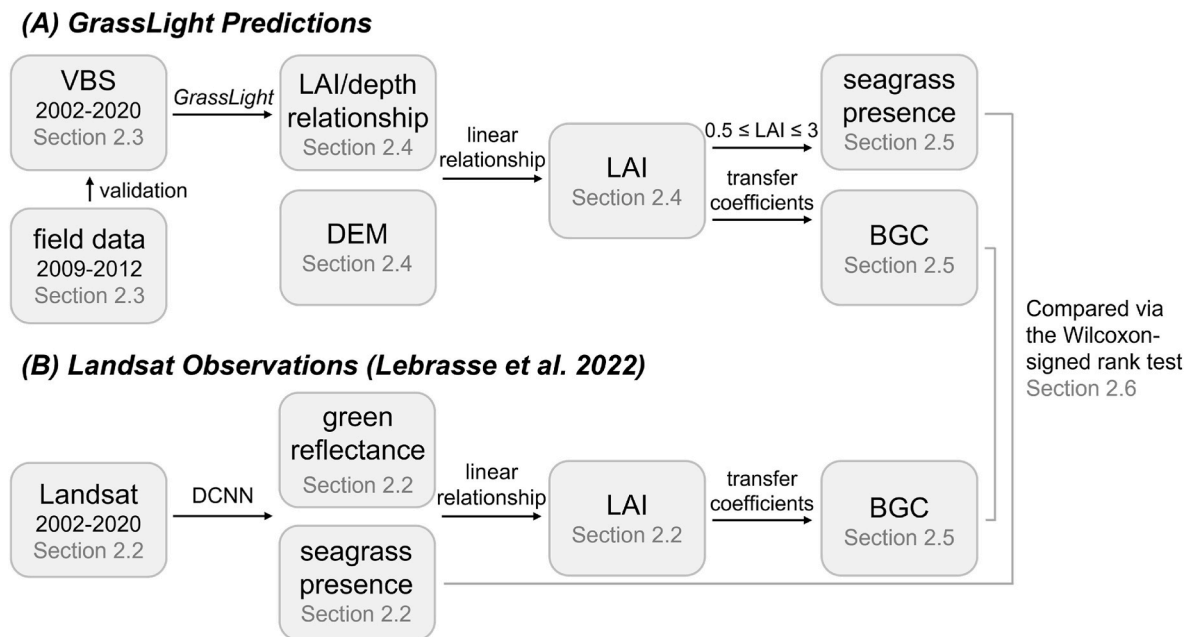 (A) GrassLight Predictions
VBS
2002-2020
Section 2.3
GrassLight
LAI/depth
relationship
Section 2.4
linear
relationship
LAI
Section 2.4
0.5 ≤ LAI ≤ 3
seagrass
presence
Section 2.5
validation
field data
2009-2012
Section 2.3
DEM
Section 2.4
transfer
coefficients
BGC
Section 2.5
Compared via
the Wilcoxon-
signed rank test
Section 2.6
(B) Landsat Observations (Lebrasse et al. 2022)
Landsat
2002-2020
Section 2.2
DCNN
green
reflectance
Section 2.2
seagrass
presence
Section 2.2
linear
relationship
LAI
Section 2.2
transfer
coefficients
BGC
Section 2.5